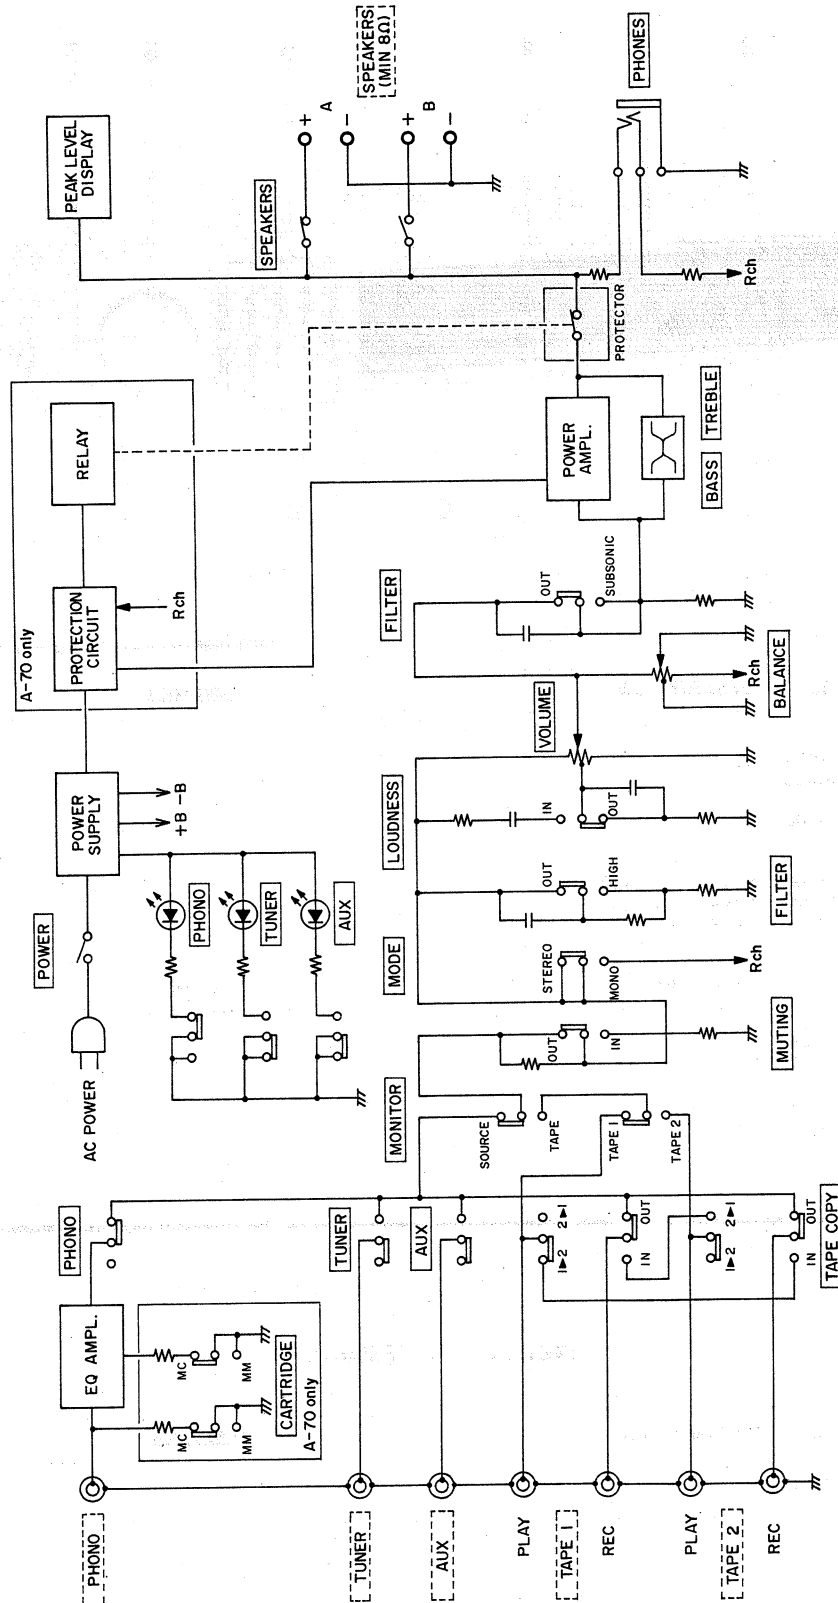 PHONO
TUNER
AUX
PLAY
TAPE 1
REC
PLAY
TAPE 2
REC
EQ AMPL.
MC
MM
MC
MM
CARTRIDGE
A-70 only
PHONO
TUNER
AUX
1▶2
2▶1
IN
OUT
1▶2
2▶1
IN
OUT
TAPE COPY
AC POWER
POWER
MONITOR
SOURCE
TAPE
TAPE 1
TAPE 2
OUT
IN
MUTING
MODE
STEREO
MONO
Rch
PHONO
TUNER
AUX
POWER
SUPPLY
+B
-B
OUT
HIGH
FILTER
LOUDNESS
IN
OUT
VOLUME
Rch
BALANCE
FILTER
OUT
SUBSONIC
A-70 only
PROTECTION
CIRCUIT
Rch
RELAY
POWER
AMPL.
BASS
TREBLE
PROTECTOR
Rch
PEAK LEVEL
DISPLAY
SPEAKERS
+
A
-
+
B
-
SPEAKERS
(MIN 8Ω)
PHONES